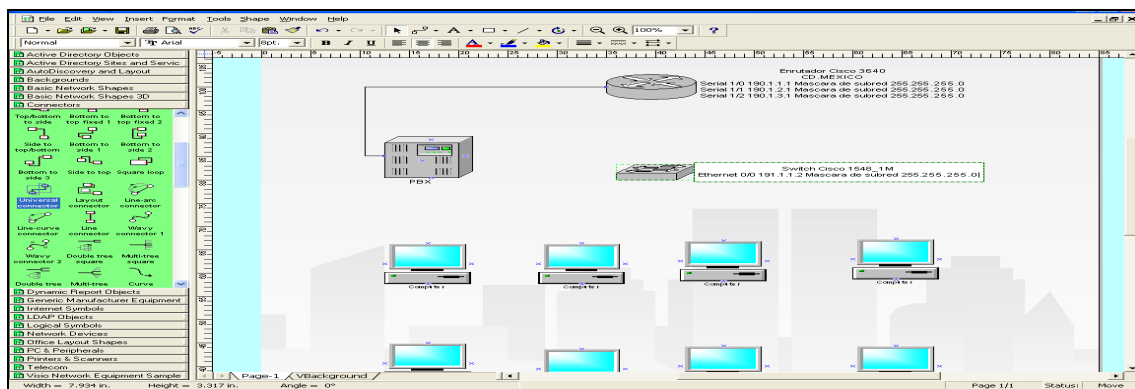 File Edit View Insert Format Tools Shape Window Help
100%
Normal Arial 8pt. B I U
Active Directory Objects
Active Directory Sites and Servic
AutoDiscovery and Layout
Backgrounds
Basic Network Shapes
Basic Network Shapes 3D
Connectors
Top/bottom to side
Bottom to top fixed 1
Bottom to top fixed 2
Side to top/bottom
Bottom to side 1
Bottom to side 2
Bottom to side 3
Side to top
Square loop
Universal connector
Layout connector
Line-arc connector
Line-curve connector
Line connector
Wavy connector 1
Wavy connector 2
Double tree square
Multi-tree square
Double tree
Multi-tree
Curve
Dynamic Report Objects
Generic Manufacturer Equipment
Internet Symbols
LDAP Objects
Logical Symbols
Network Devices
Office Layout Shapes
PC & Peripherals
Printers & Scanners
Telecom
Visio Network Equipment Sample
Enrutador Cisco 3640
CD.MEXICO
Serial 1/0 190.1.1.1 Mascara de subred 255.255.255.0
Serial 1/1 190.1.2.1 Mascara de subred 255.255.255.0
Serial 1/2 190.1.3.1 Mascara de subred 255.255.255.0
PBX
Switch Cisco 1548_1M
Ethernet 0/0 191.1.1.2 Mascara de subred 255.255.255.0
Page-1 VBackground
Width = 7.934 in. Height = 3.317 in. Angle = 0° Page 1/1 Status: Move